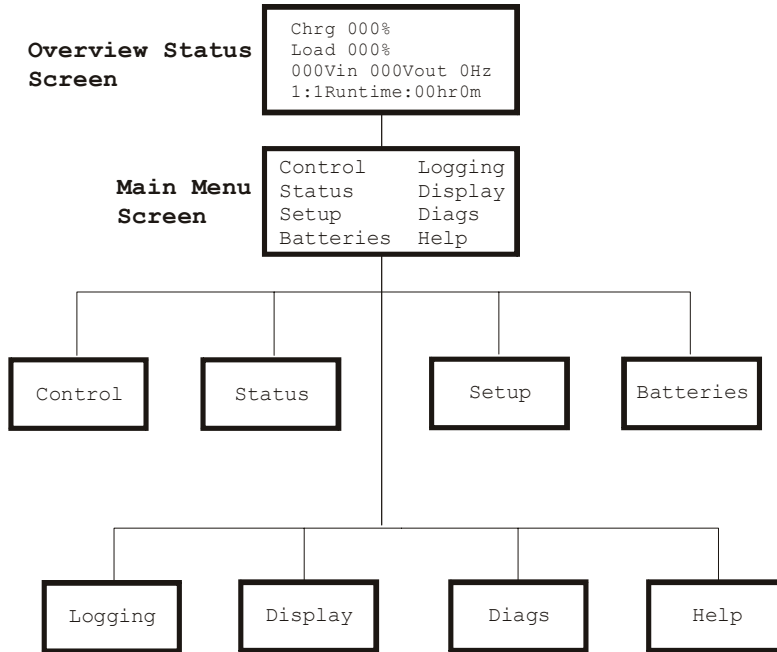 Overview Status
Screen
Chrg 000%
Load 000%
000Vin 000Vout 0Hz
1:1Runtime:00hr0m
Main Menu
Screen
Control Logging
Status Display
Setup Diags
Batteries Help
Control
Status
Setup
Batteries
Logging
Display
Diags
Help